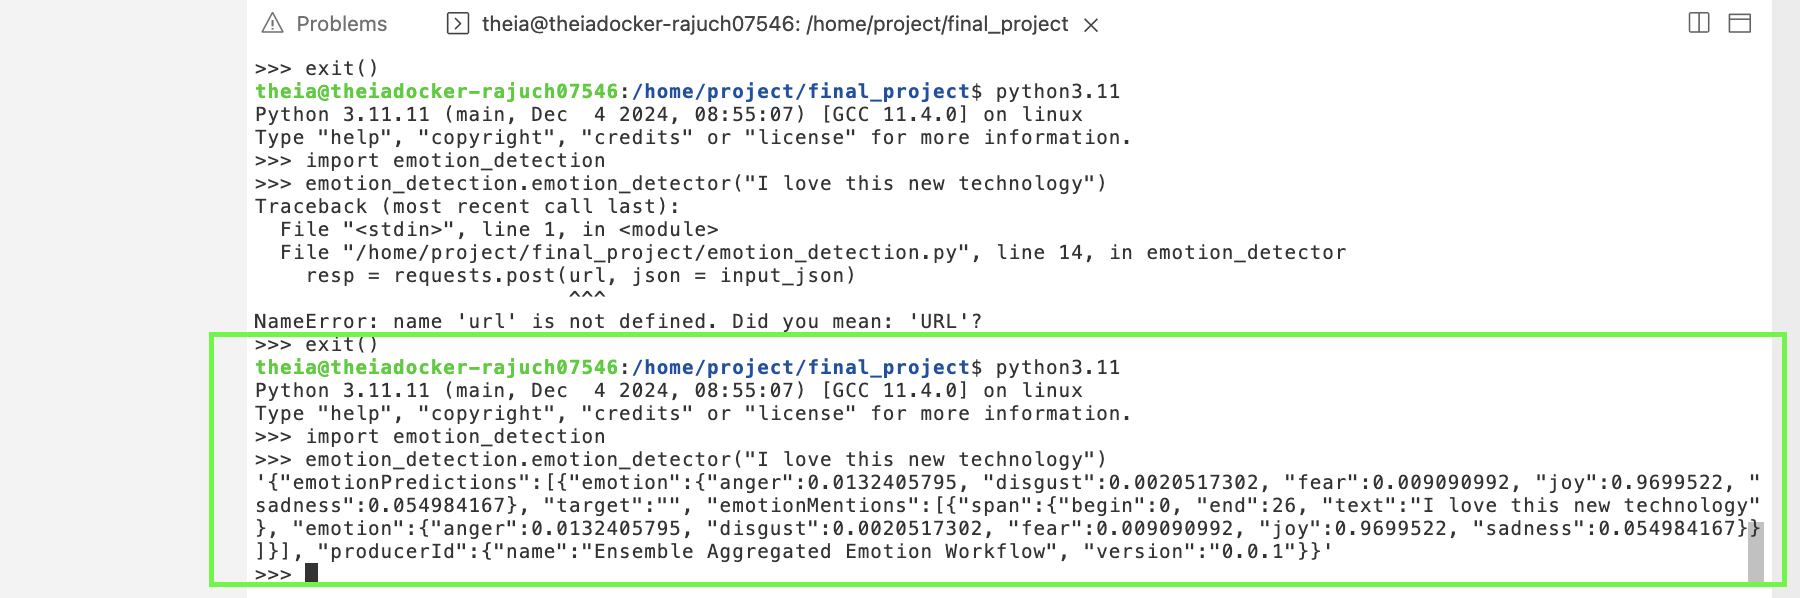 Problems theia@theiadocker-rajuch07546: /home/project/final_project
>>> exit()
theia@theiadocker-rajuch07546:/home/project/final_project$ python3.11
Python 3.11.11 (main, Dec  4 2024, 08:55:07) [GCC 11.4.0] on linux
Type "help", "copyright", "credits" or "license" for more information.
>>> import emotion_detection
>>> emotion_detection.emotion_detector("I love this new technology")
Traceback (most recent call last):
  File "<stdin>", line 1, in <module>
  File "/home/project/final_project/emotion_detection.py", line 14, in emotion_detector
    resp = requests.post(url, json = input_json)
                         ^^^
NameError: name 'url' is not defined. Did you mean: 'URL'?
>>> exit()
theia@theiadocker-rajuch07546:/home/project/final_project$ python3.11
Python 3.11.11 (main, Dec  4 2024, 08:55:07) [GCC 11.4.0] on linux
Type "help", "copyright", "credits" or "license" for more information.
>>> import emotion_detection
>>> emotion_detection.emotion_detector("I love this new technology")
'{"emotionPredictions":[{"emotion":{"anger":0.0132405795, "disgust":0.0020517302, "fear":0.009090992, "joy":0.9699522, "
sadness":0.054984167}, "target":"", "emotionMentions":[{"span":{"begin":0, "end":26, "text":"I love this new technology"
}, "emotion":{"anger":0.0132405795, "disgust":0.0020517302, "fear":0.009090992, "joy":0.9699522, "sadness":0.054984167}}
]}], "producerId":{"name":"Ensemble Aggregated Emotion Workflow", "version":"0.0.1"}}'
>>>